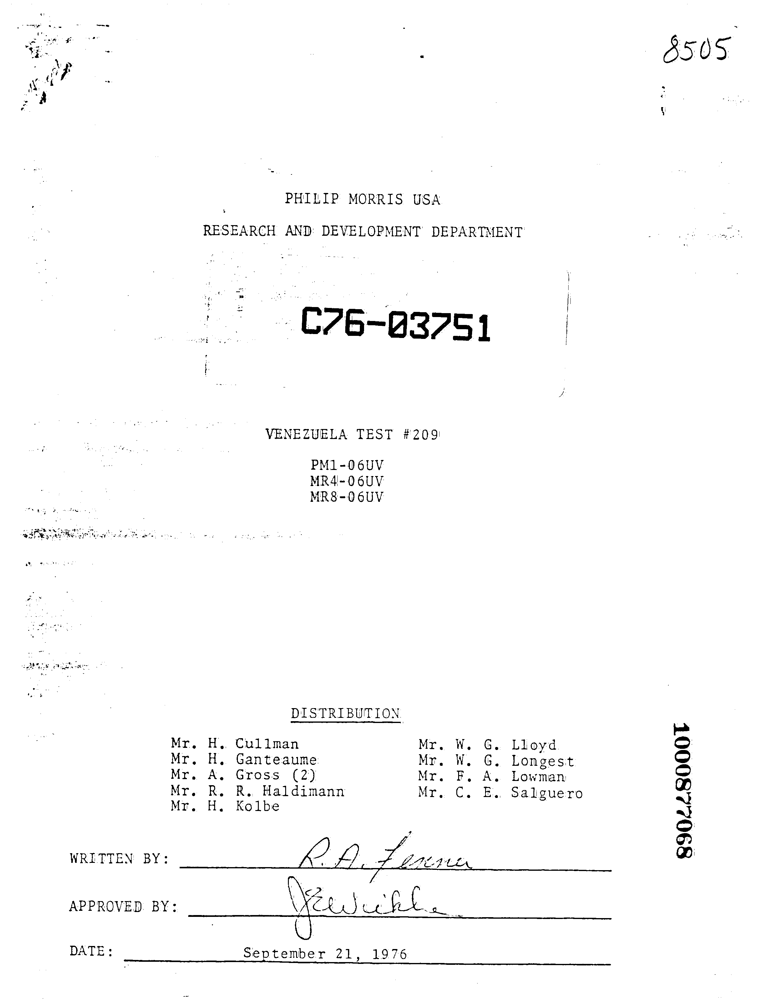 8505
PHILIP MORRIS USA
RESEARCH AND DEVELOPMENT DEPARTMENT
C76-03751
VENEZUELA TEST #209
PM1-06UV
MR4-06UV
MR8-06UV
DISTRIBUTION
Mr. H. Cullman
Mr. H. Ganteaume
Mr. A. Gross (2)
Mr. R. R. Haldimann
Mr. H. Kolbe
Mr. W. G. Lloyd
Mr. W. G. Longest
Mr. F. A. Lowman
Mr. C. E. Salguero
1000877068
WRITTEN BY: R.A. Fenner
APPROVED BY:
DATE: September 21, 1976